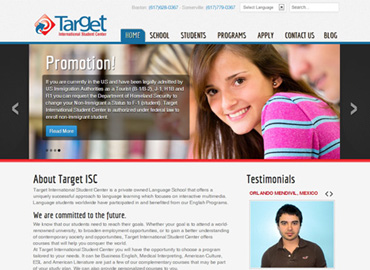 Target
International Student Center
Boston: (617)628-0367 - Somerville: (617)779-0367
Select Language
Search...
HOME SCHOOL STUDENTS PROGRAMS APPLY CONTACT US BLOG
Promotion!
If you are currently in the US and have been legally admitted by
US Immigration Authorities as a Tourist (B-1/B-2), J-1, H1B and
R1 you can request the Department of Homeland Security to
change your Non-Immigrant a Status to F-1 (student). Target
International Student Center is authorized under federal law to
enroll non-immigrant student.
Read More
About Target ISC
Target International Student Center is a private owned Language School that offers a
uniquely successful approach to language learning which focuses on interactive multimedia.
Language students worldwide have participated in and benefited from our English Programs.
We are committed to the future.
We know that our students need to reach their goals. Whether your goal is to attend a world
renowned university, to broaden employment opportunities, or to gain a better understanding
of contemporary society and opportunities, Target International Student Center offers
courses that will help you conquer the world.
At Target International Student Center you will have the opportunity to choose a program
tailored to your needs. It can be Business English, Medical Interpreting, American Culture,
ESL and American Literature are just a few of our complementary courses that may be part
of your study plan. We can also provide personalized courses to you.
Testimonials
ORLANDO MENDIVIL, MEXICO